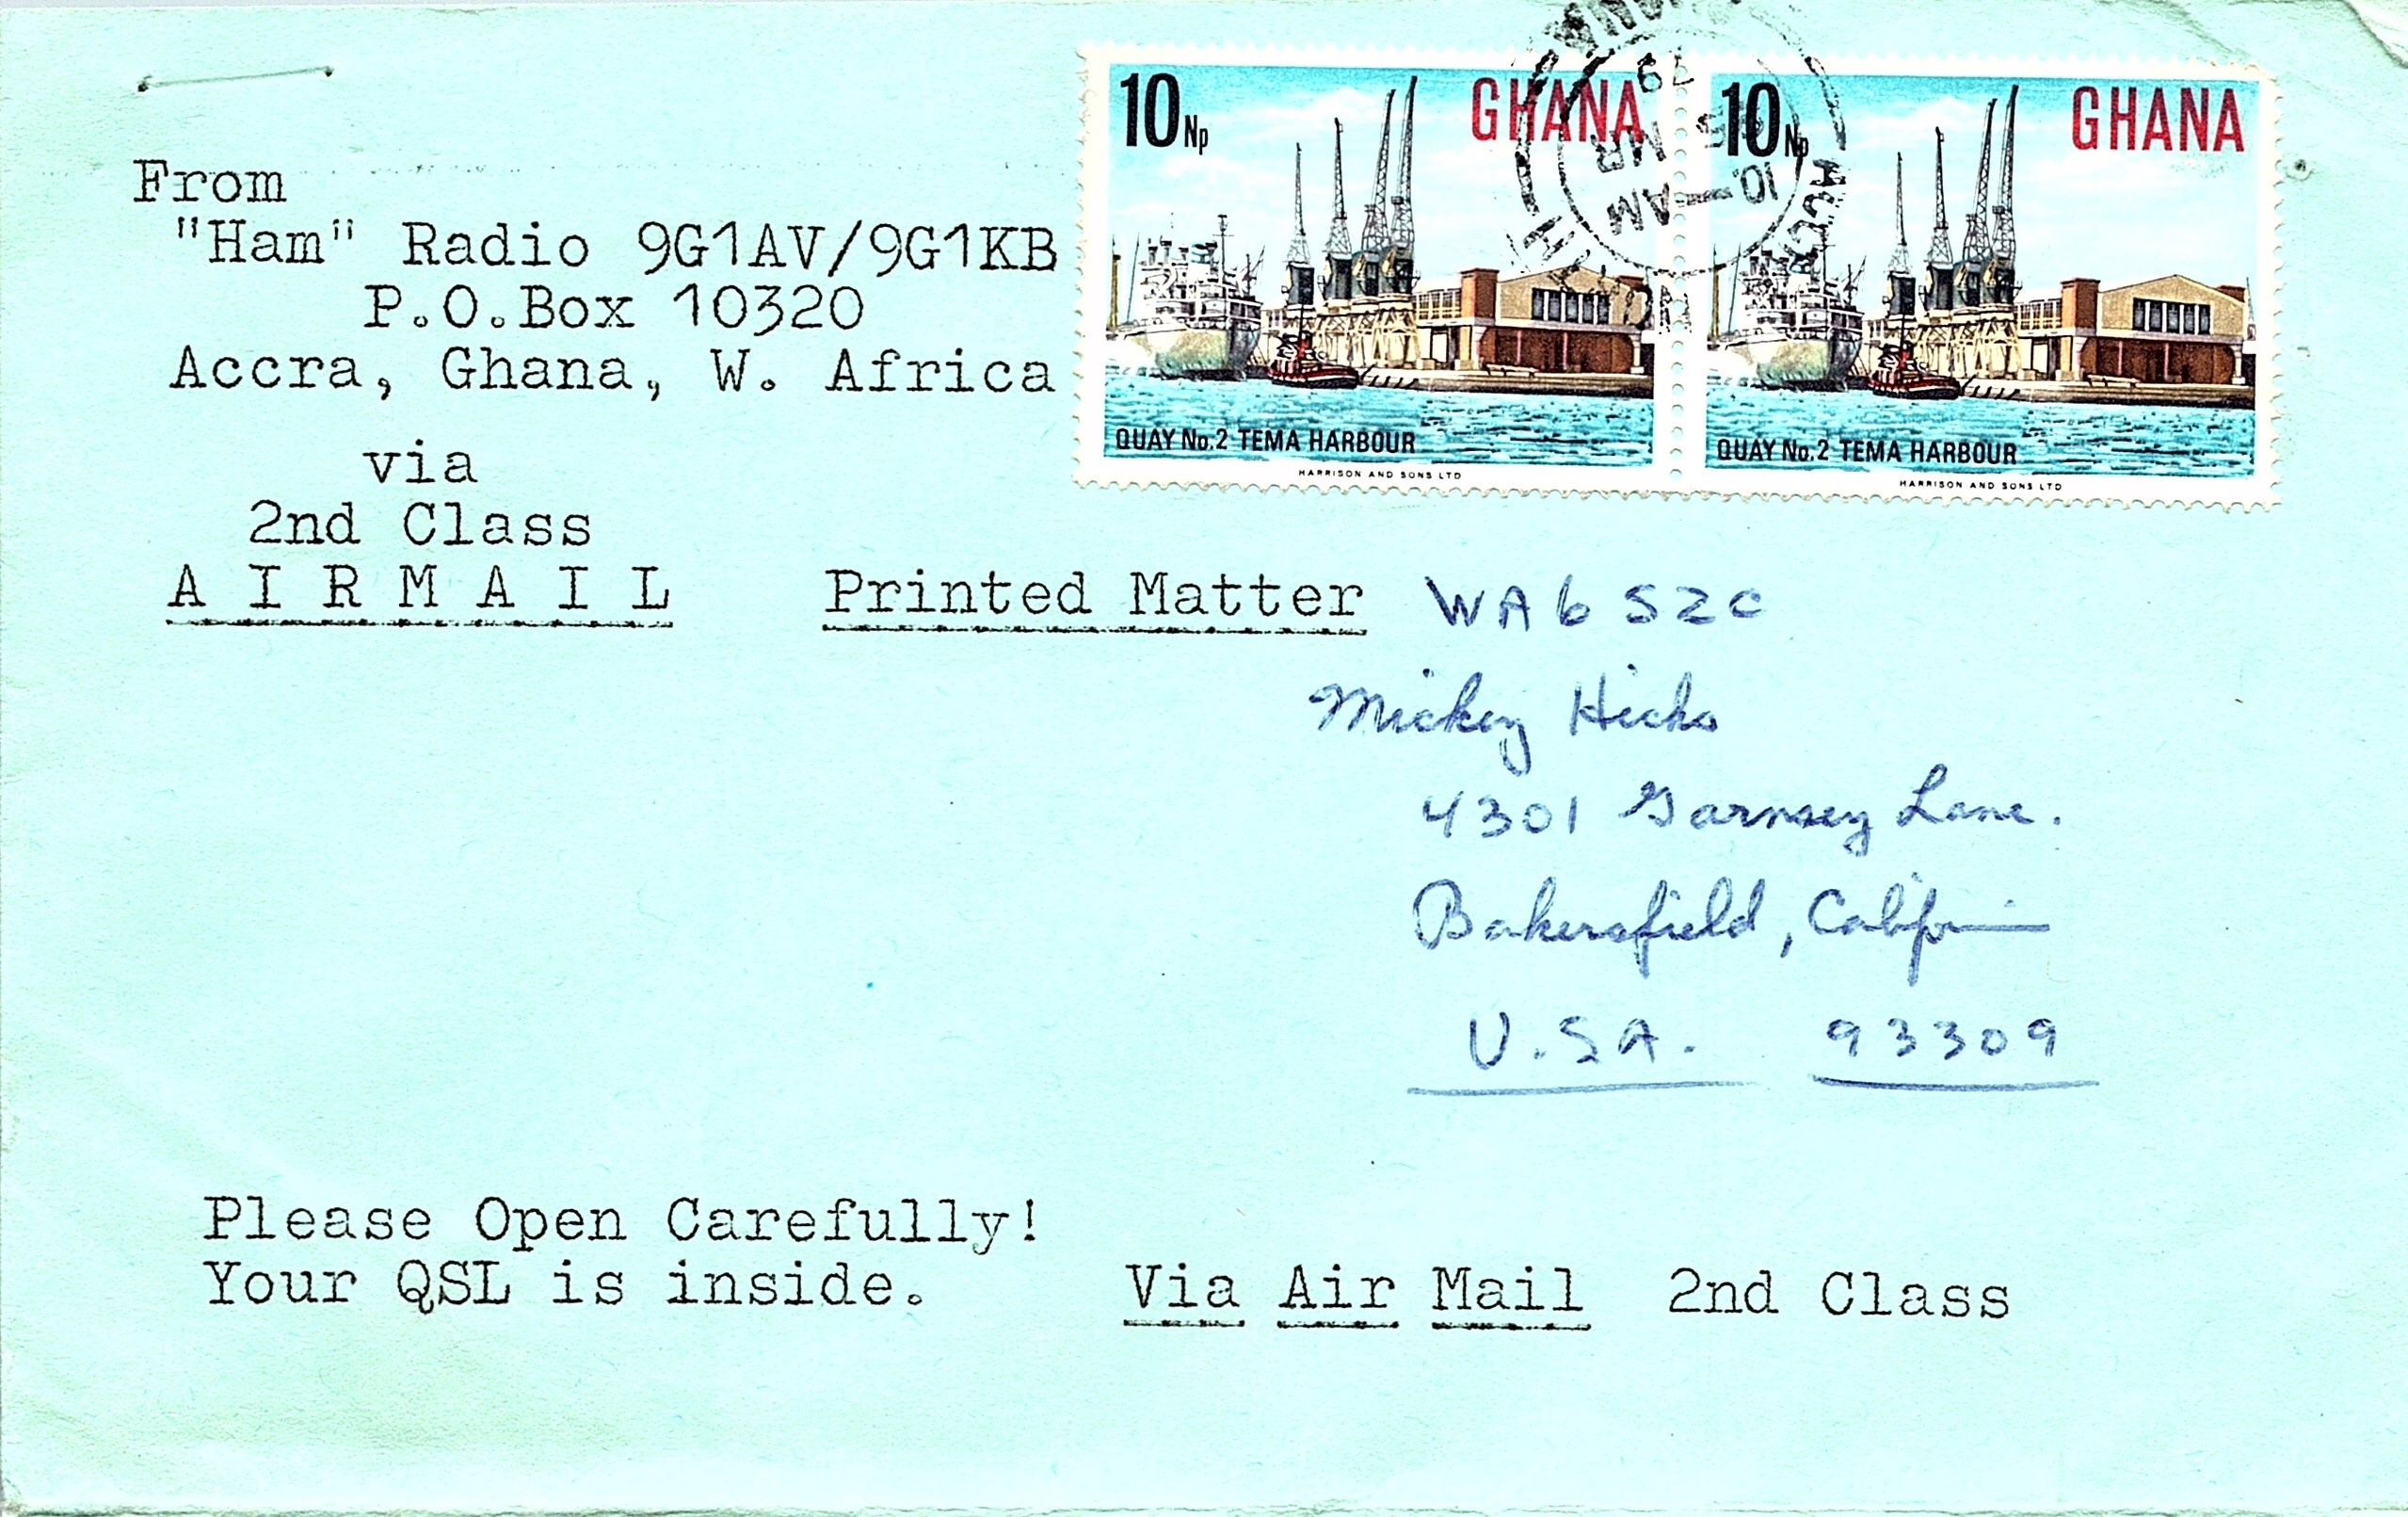 From
"Ham" Radio 9G1AV/9G1KB
P.O.Box 10320
Accra, Ghana, W. Africa
via
2nd Class
A I R M A I L
Printed Matter
10 Np GHANA
QUAY No.2 TEMA HARBOUR
HARRISON AND SONS LTD
10 Np GHANA
QUAY No.2 TEMA HARBOUR
HARRISON AND SONS LTD
10 - AM
MR
79
WA6SZC
Mickey Hicks
4301 Garnsey Lane.
Bakersfield, California
U.S.A. 93309
Please Open Carefully!
Your QSL is inside.
Via Air Mail 2nd Class